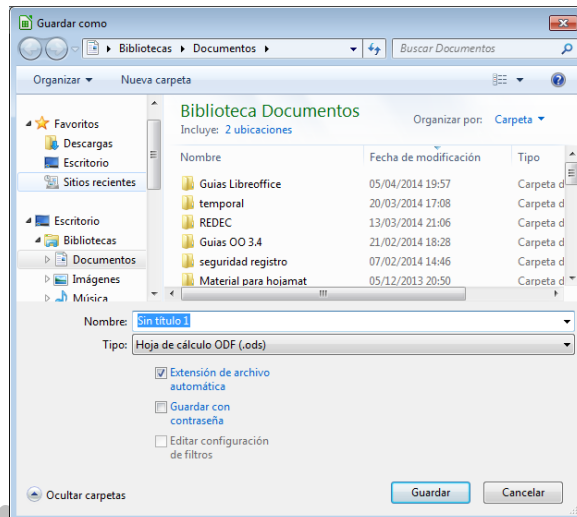 Guardar como
Bibliotecas ▸ Documentos ▸
Buscar Documentos
Organizar
Nueva carpeta
Favoritos
Descargas
Escritorio
Sitios recientes
Escritorio
Bibliotecas
Documentos
Imágenes
Música
Biblioteca Documentos
Incluye: 2 ubicaciones
Organizar por: Carpeta
Nombre Fecha de modificación Tipo
Guias Libreoffice 05/04/2014 19:57 Carpeta d
temporal 20/03/2014 17:08 Carpeta d
REDEC 13/03/2014 21:06 Carpeta d
Guias OO 3.4 21/02/2014 18:28 Carpeta d
seguridad registro 07/02/2014 14:46 Carpeta d
Material para hojamat 05/12/2013 20:50 Carpeta d
Nombre: Sin título 1
Tipo: Hoja de cálculo ODF (.ods)
Extensión de archivo
automática
Guardar con
contraseña
Editar configuración
de filtros
Ocultar carpetas
Guardar
Cancelar